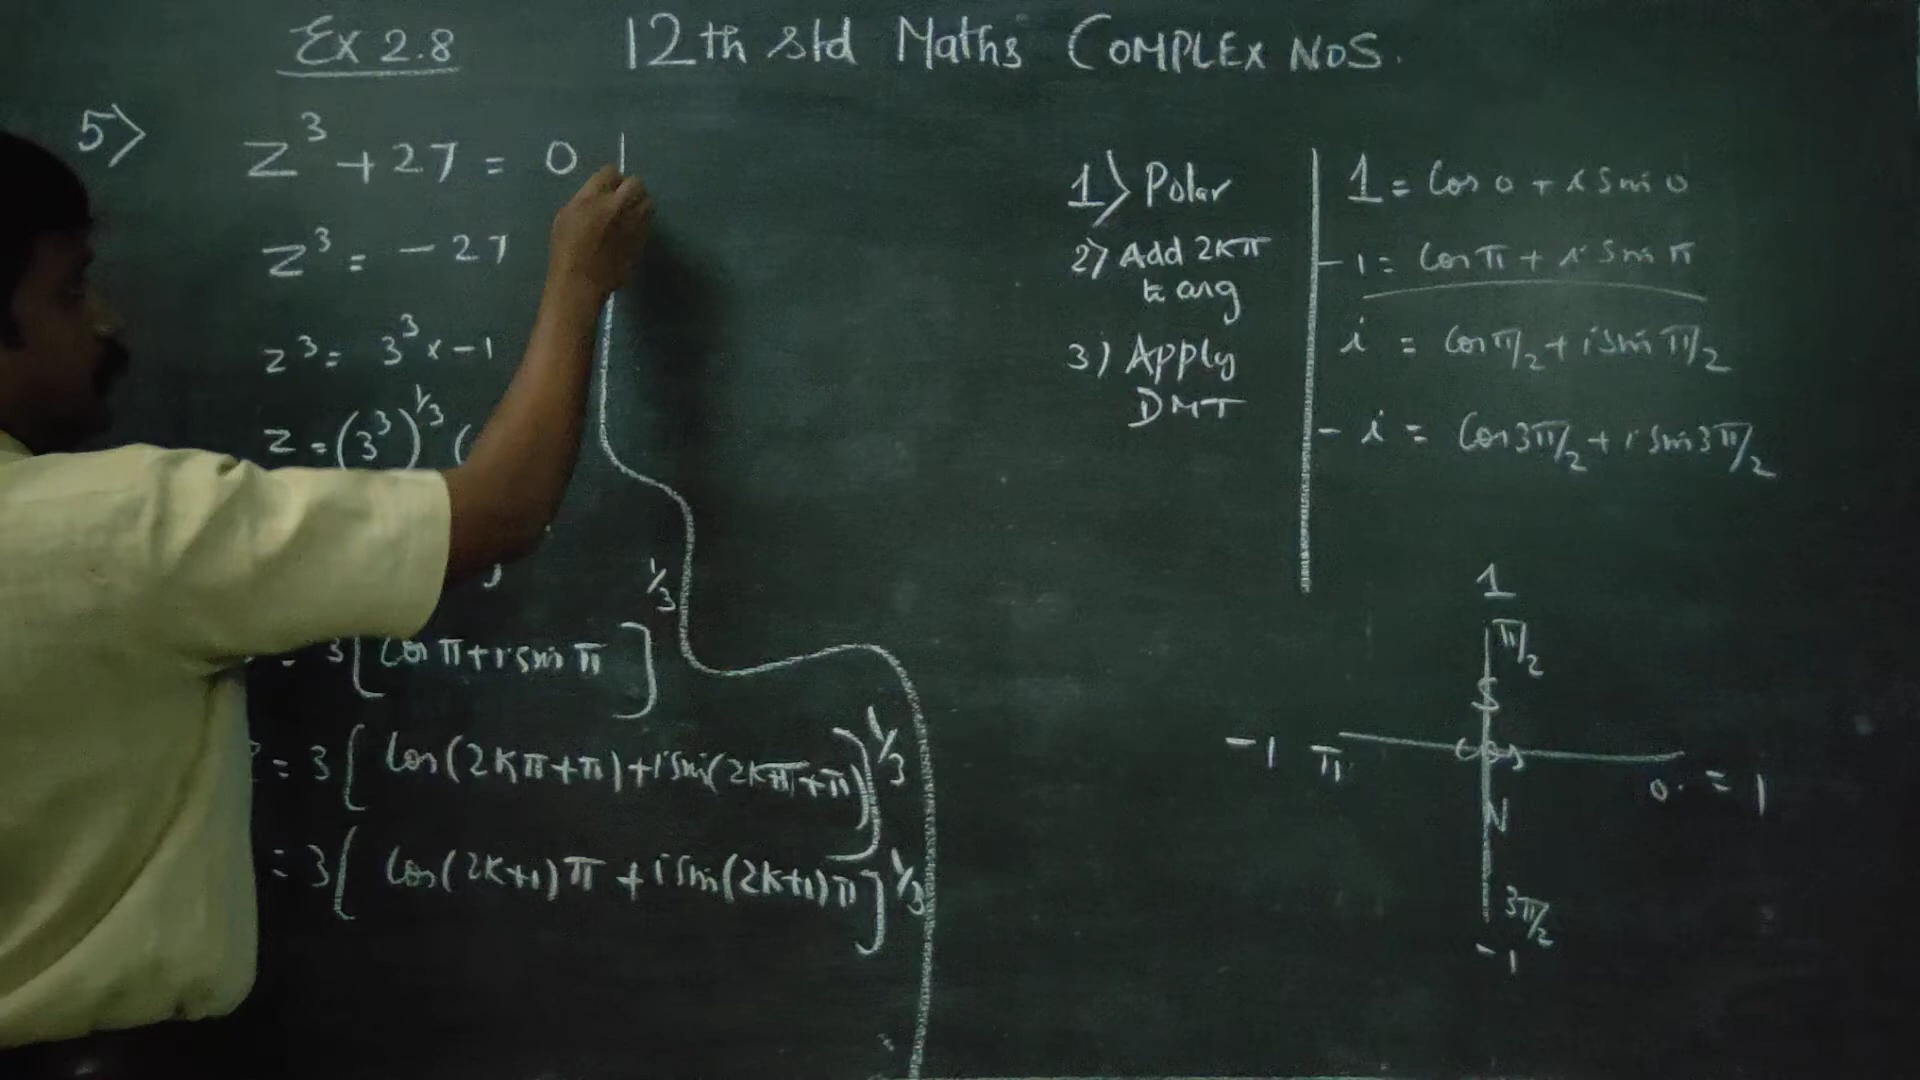 Ex 2.8
12th std Maths COMPLEX NOS.
5)
z³ + 27 = 0
z³ = - 27
z³ = 3³ x -1
z = (3³)^1/3 (
= 3[cos π + i sin π]^1/3
z = 3[cos(2kπ+π)+i sin(2kπ+π)]^1/3
= 3[cos(2k+1)π + i sin(2k+1)π]^1/3
1) Polar
2) Add 2kπ
to arg
3) Apply
DMT
1 = cos 0 + i sin 0
-1 = cos π + i sin π
i = cos π/2 + i sin π/2
- i = cos 3π/2 + i sin 3π/2
1
π/2
S
-1 π cos 0 = 1
N
3π/2
-1